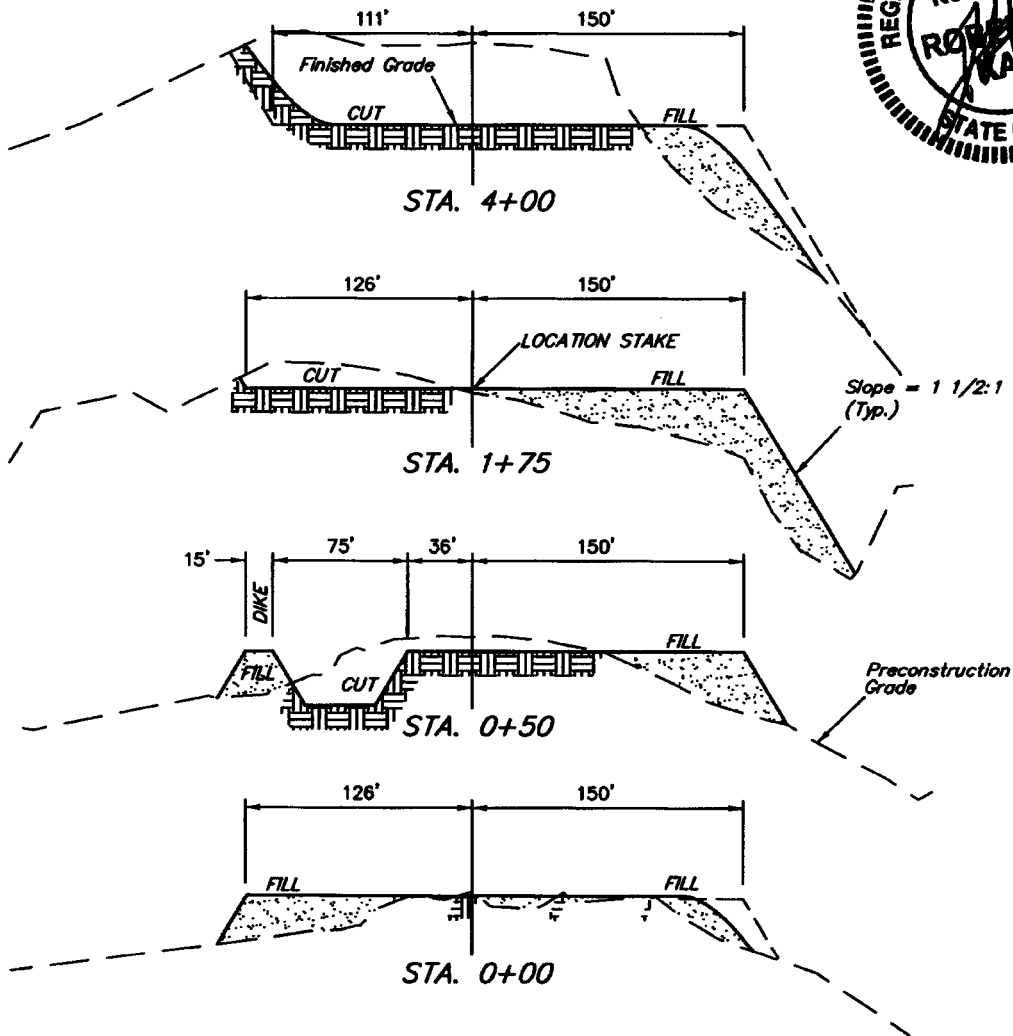 111' 150'
REG
Finished Grade
CUT
FILL
STATE
STA. 4+00
126' 150'
LOCATION STAKE
CUT
FILL
Slope = 1 1/2:1
(Typ.)
STA. 1+75
15' 75' 36' 150'
DIKE
FILL
FILL
CUT
Preconstruction
Grade
STA. 0+50
126' 150'
FILL
FILL
STA. 0+00